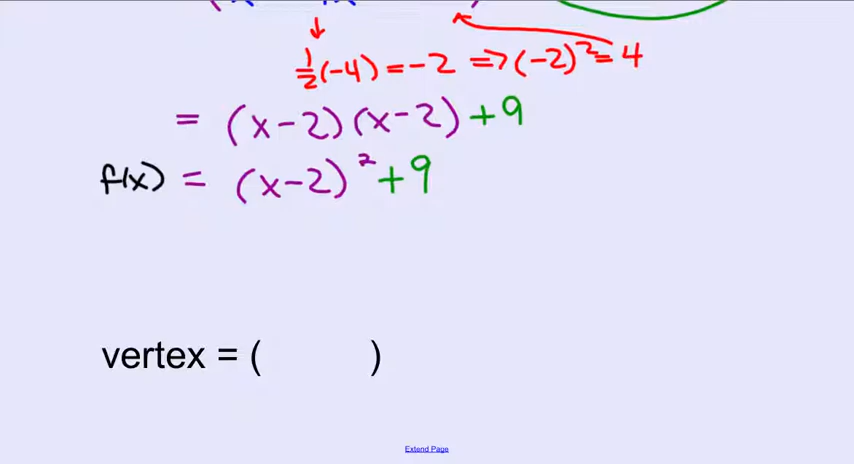 ½(-4) = -2 => (-2)² = 4
= (x-2)(x-2) + 9
f(x) = (x-2)² + 9
vertex = ( )
Extend Page